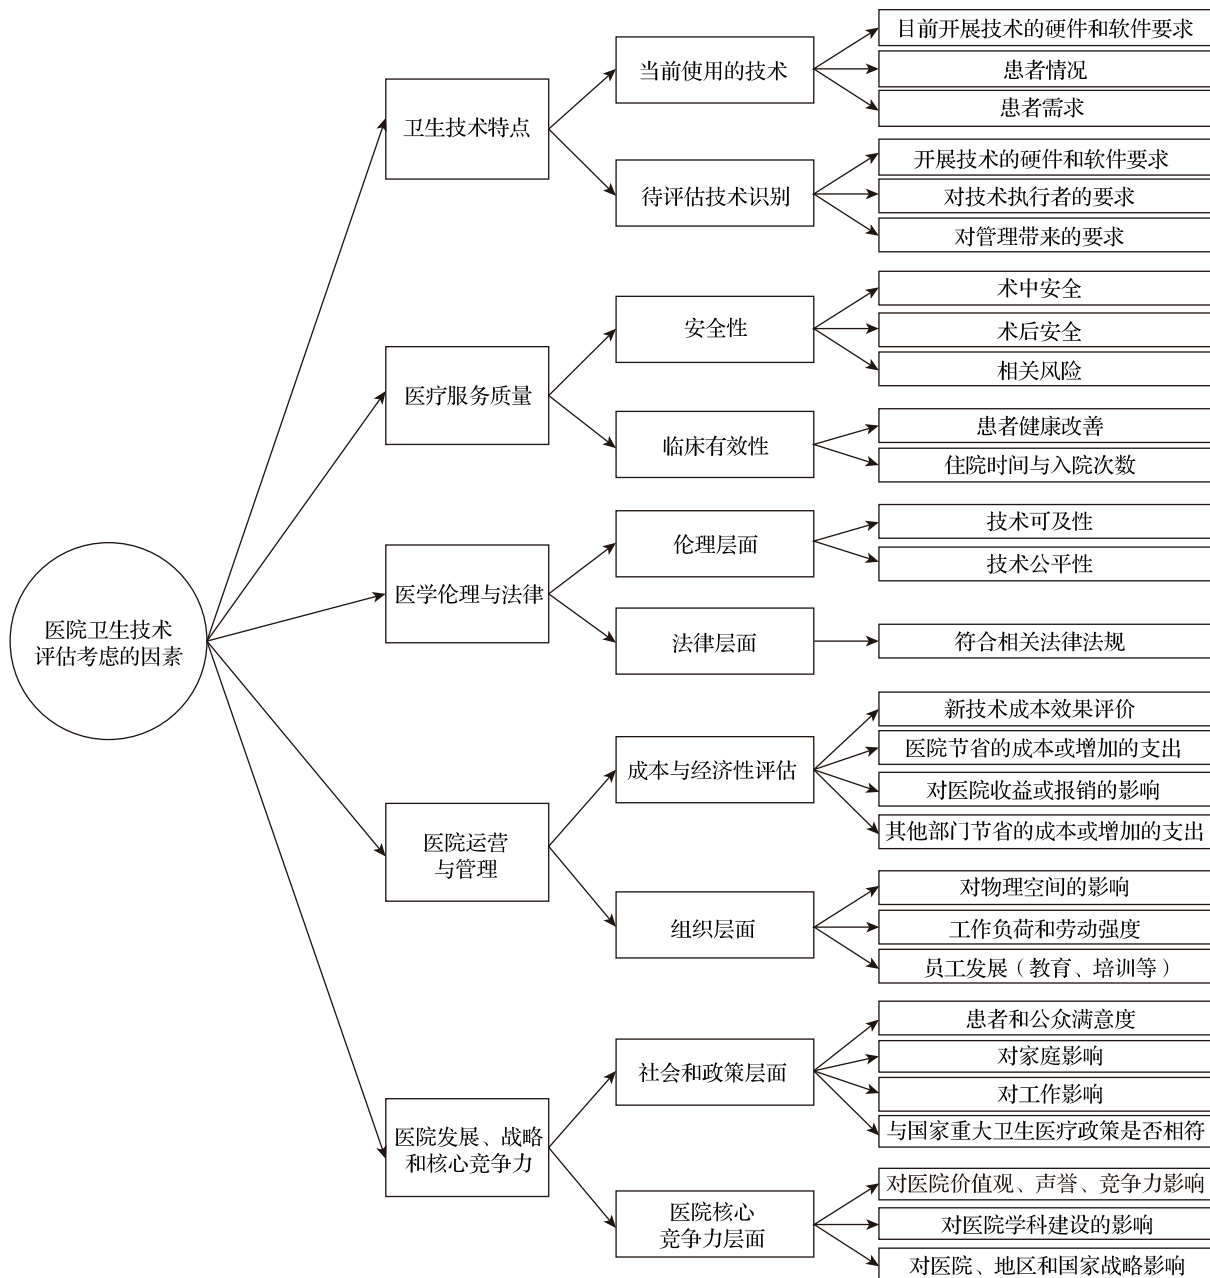 医院卫生技术
评估考虑的因素
卫生技术特点
当前使用的技术
目前开展技术的硬件和软件要求
患者情况
患者需求
待评估技术识别
开展技术的硬件和软件要求
对技术执行者的要求
对管理带来的要求
医疗服务质量
安全性
术中安全
术后安全
相关风险
临床有效性
患者健康改善
住院时间与入院次数
医学伦理与法律
伦理层面
技术可及性
技术公平性
法律层面
符合相关法律法规
医院运营
与管理
成本与经济性评估
新技术成本效果评价
医院节省的成本或增加的支出
对医院收益或报销的影响
其他部门节省的成本或增加的支出
组织层面
对物理空间的影响
工作负荷和劳动强度
员工发展（教育、培训等）
医院发展、战略
和核心竞争力
社会和政策层面
患者和公众满意度
对家庭影响
对工作影响
与国家重大卫生医疗政策是否相符
医院核心
竞争力层面
对医院价值观、声誉、竞争力影响
对医院学科建设的影响
对医院、地区和国家战略影响